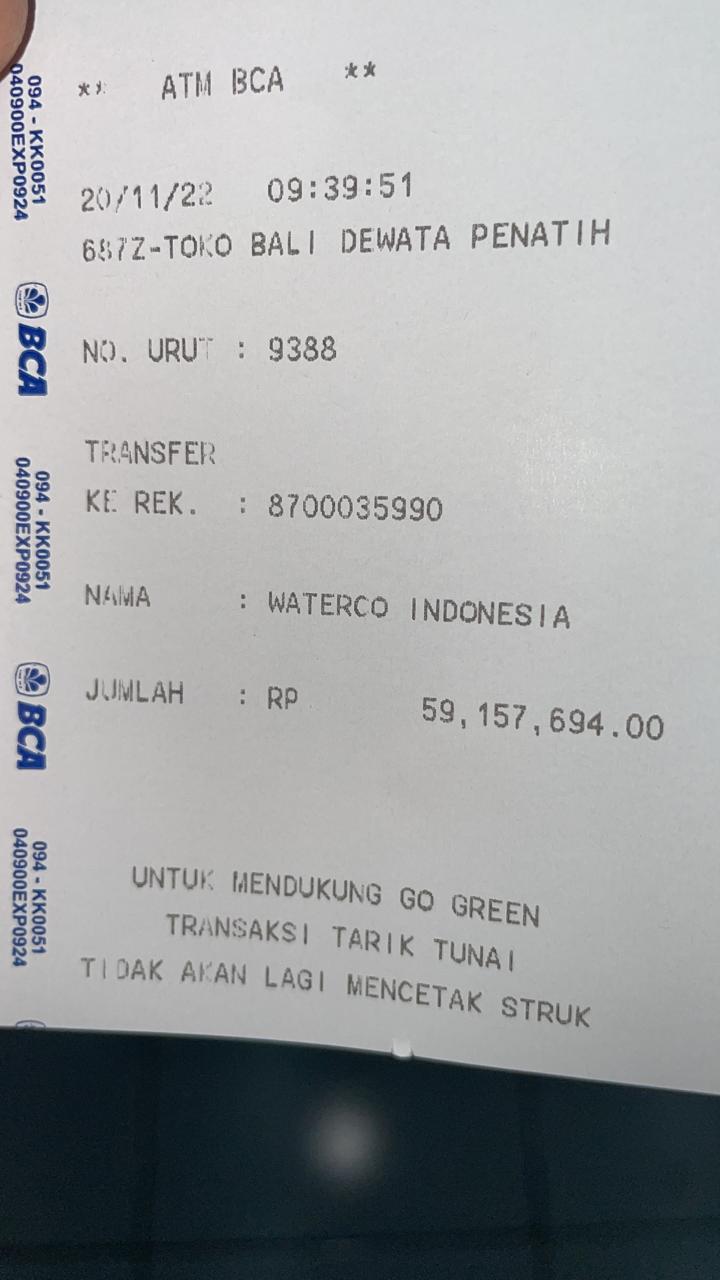 ** ATM BCA **
20/11/22 09:39:51
687Z-TOKO BALI DEWATA PENATIH
NO. URUT : 9388
TRANSFER
KE REK. : 8700035990
NAMA : WATERCO INDONESIA
JUMLAH : RP 59,157,694.00
UNTUK MENDUKUNG GO GREEN
TRANSAKSI TARIK TUNAI
TIDAK AKAN LAGI MENCETAK STRUK
094 - KK0051
040900EXP0924
BCA
094 - KK0051
040900EXP0924
BCA
094 - KK0051
040900EXP0924